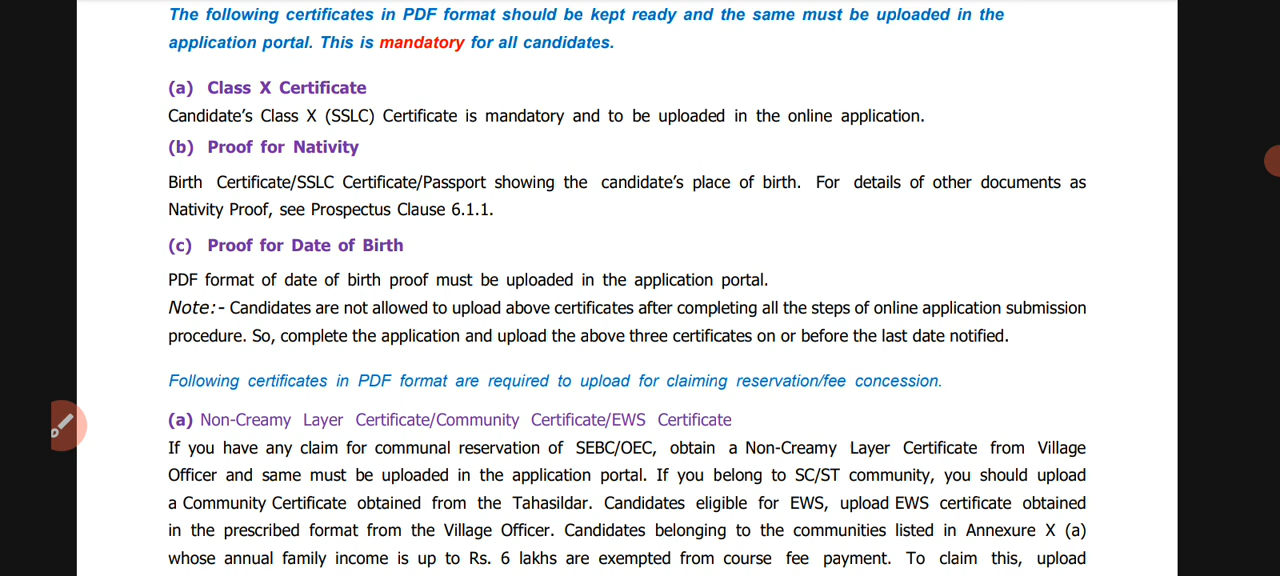 The following certificates in PDF format should be kept ready and the same must be uploaded in the
application portal. This is mandatory for all candidates.
(a) Class X Certificate
Candidate’s Class X (SSLC) Certificate is mandatory and to be uploaded in the online application.
(b) Proof for Nativity
Birth Certificate/SSLC Certificate/Passport showing the candidate’s place of birth. For details of other documents as
Nativity Proof, see Prospectus Clause 6.1.1.
(c) Proof for Date of Birth
PDF format of date of birth proof must be uploaded in the application portal.
Note:- Candidates are not allowed to upload above certificates after completing all the steps of online application submission
procedure. So, complete the application and upload the above three certificates on or before the last date notified.
Following certificates in PDF format are required to upload for claiming reservation/fee concession.
(a) Non-Creamy Layer Certificate/Community Certificate/EWS Certificate
If you have any claim for communal reservation of SEBC/OEC, obtain a Non-Creamy Layer Certificate from Village
Officer and same must be uploaded in the application portal. If you belong to SC/ST community, you should upload
a Community Certificate obtained from the Tahasildar. Candidates eligible for EWS, upload EWS certificate obtained
in the prescribed format from the Village Officer. Candidates belonging to the communities listed in Annexure X (a)
whose annual family income is up to Rs. 6 lakhs are exempted from course fee payment. To claim this, upload